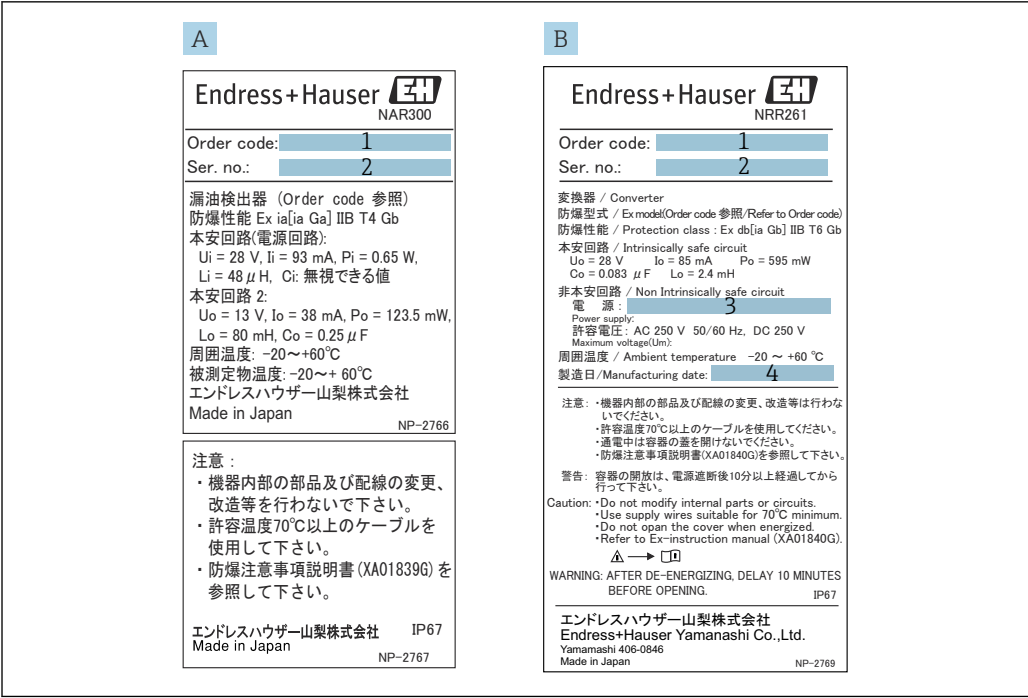 A
Endress+Hauser EH
NAR300
Order code: 1
Ser. no.: 2
漏油検出器 (Order code 参照)
防爆性能 Ex ia[ia Ga] IIB T4 Gb
本安回路(電源回路):
Ui = 28 V, Ii = 93 mA, Pi = 0.65 W,
Li = 48 μ H, Ci: 無視できる値
本安回路 2:
Uo = 13 V, Io = 38 mA, Po = 123.5 mW,
Lo = 80 mH, Co = 0.25 μ F
周囲温度: -20～+60℃
被測定物温度: -20～+ 60℃
エンドレスハウザー山梨株式会社
Made in Japan
NP-2766
注意：
・機器内部の部品及び配線の変更、
改造等を行わないで下さい。
・許容温度70℃以上のケーブルを
使用して下さい。
・防爆注意事項説明書(XA01839G)を
参照して下さい。
エンドレスハウザー山梨株式会社 IP67
Made in Japan
NP-2767
B
Endress+Hauser EH
NRR261
Order code: 1
Ser. no.: 2
変換器 / Converter
防爆型式 / Ex model(Order code 参照/Refer to Order code)
防爆性能 / Protection class : Ex db[ia Gb] IIB T6 Gb
本安回路 / Intrinsically safe circuit
Uo = 28 V Io = 85 mA Po = 595 mW
Co = 0.083 μ F Lo = 2.4 mH
非本安回路 / Non Intrinsically safe circuit
電 源 : 3
Power supply:
許容電圧 : AC 250 V 50/60 Hz, DC 250 V
Maximum voltage(Um):
周囲温度 / Ambient temperature -20 ～ +60 ℃
製造日/Manufacturing date: 4
注意: ・機器内部の部品及び配線の変更、改造等は行わな
いでください。
・許容温度70℃以上のケーブルを使用してください。
・通電中は容器の蓋を開けないでください。
・防爆注意事項説明書(XA01840G)を参照して下さい。
警告: 容器の開放は、電源遮断後10分以上経過してから
行って下さい。
Caution: ・Do not modify internal parts or circuits.
・Use supply wires suitable for 70℃ minimum.
・Do not opan the cover when energized.
・Refer to Ex-instruction manual (XA01840G).
WARNING: AFTER DE-ENERGIZING, DELAY 10 MINUTES
BEFORE OPENING. IP67
エンドレスハウザー山梨株式会社
Endress+Hauser Yamanashi Co.,Ltd.
Yamamashi 406-0846
Made in Japan NP-2769